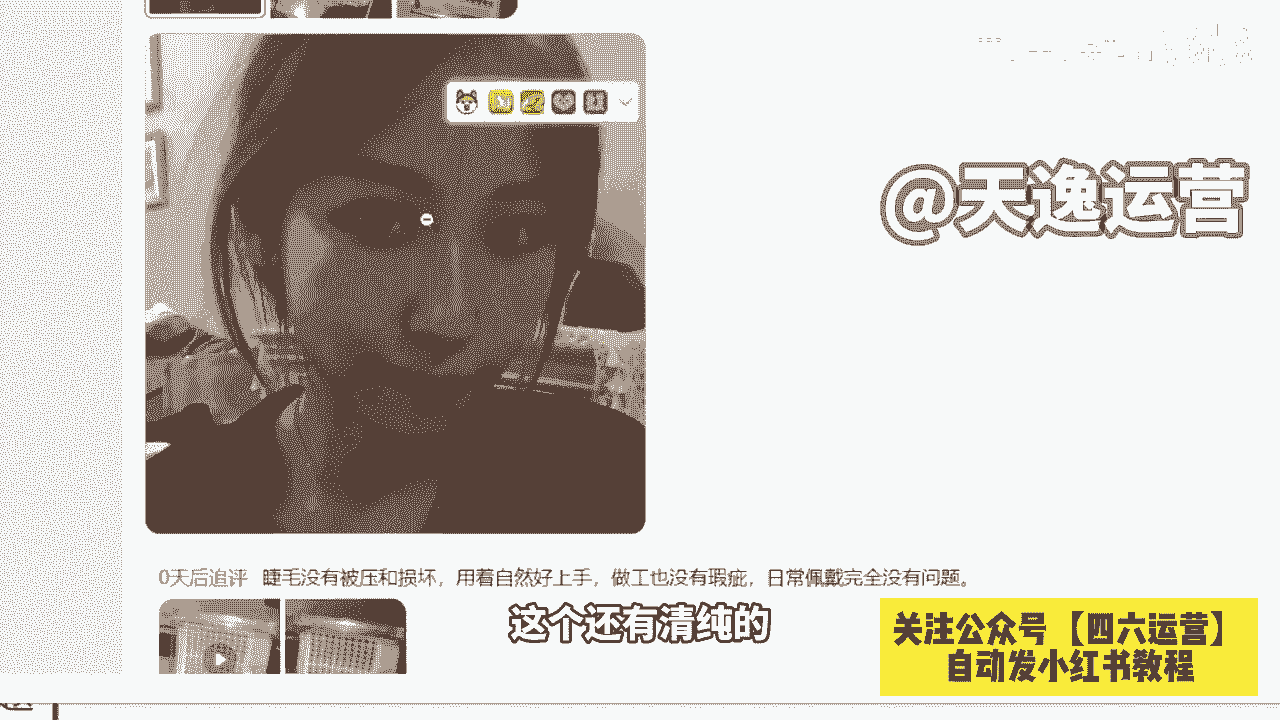 @天逸运营
0天后追评 睫毛没有被压和损坏，用着自然好上手，做工也没有瑕疵，日常佩戴完全没有问题。
这个还有清纯的
关注公众号【四六运营】
自动发小红书教程